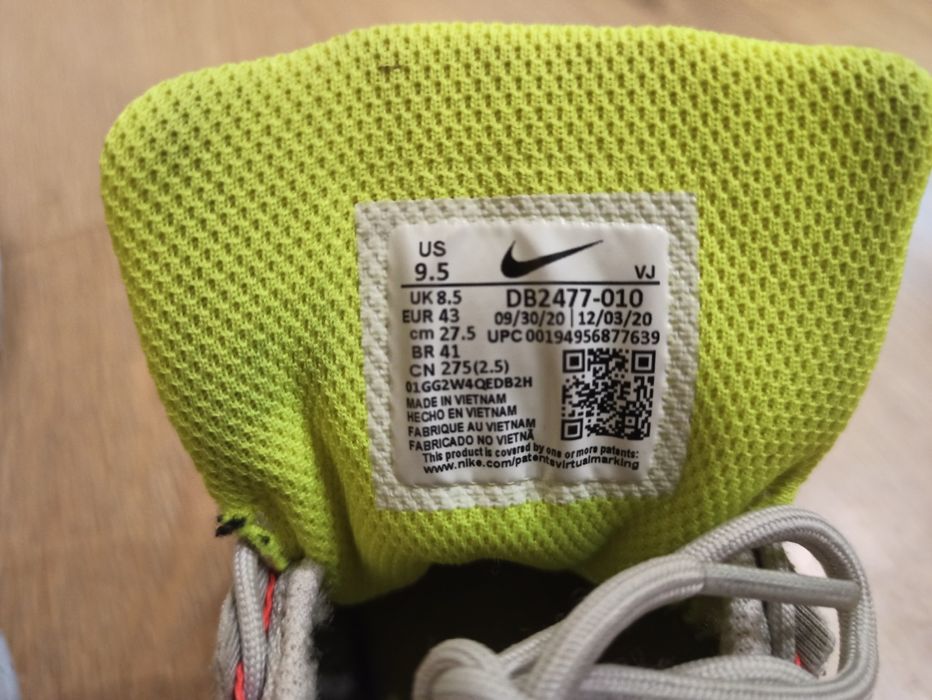 US
9.5
VJ
UK 8.5
DB2477-010
EUR 43
09/30/20 | 12/03/20
cm 27.5
UPC 00194956877639
BR 41
CN 275(2.5)
01GG2W4QEDB2H
MADE IN VIETNAM
HECHO EN VIETNAM
FABRIQUE AU VIETNAM
FABRICADO NO VIETNÃ
This product is covered by one or more patents:
www.nike.com/patentsvirtualmarking